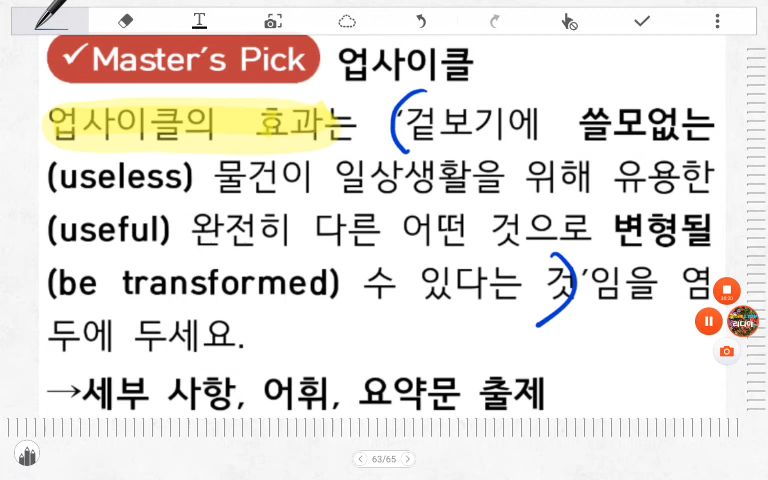 ✓Master's Pick 업사이클
업사이클의 효과는 '겉보기에 쓸모없는
(useless) 물건이 일상생활을 위해 유용한
(useful) 완전히 다른 어떤 것으로 변형될
(be transformed) 수 있다는 것'임을 염
두에 두세요.
→세부 사항, 어휘, 요약문 출제
63/65